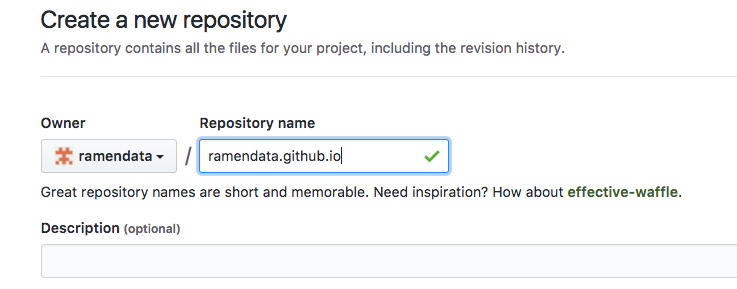 Create a new repository
A repository contains all the files for your project, including the revision history.
Owner
Repository name
ramendata
/
ramendata.github.io
Great repository names are short and memorable. Need inspiration? How about effective-waffle.
Description (optional)